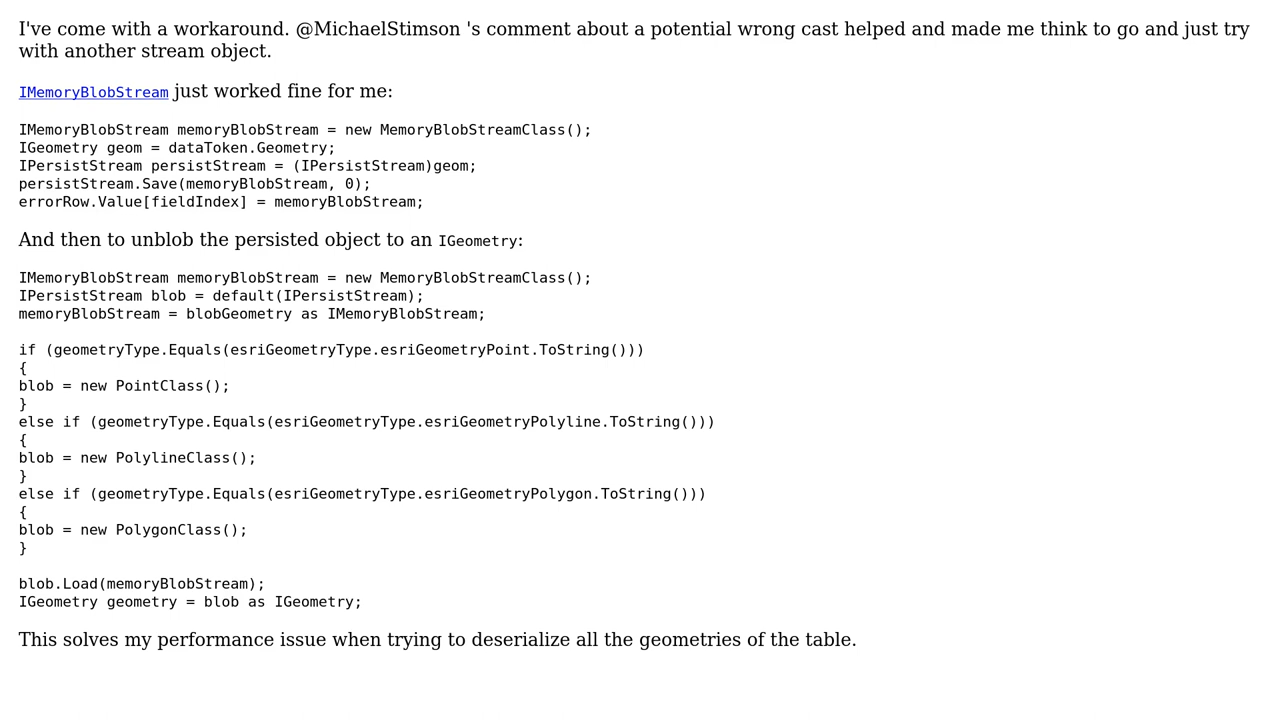 I've come with a workaround. @MichaelStimson 's comment about a potential wrong cast helped and made me think to go and just try
with another stream object.
IMemoryBlobStream just worked fine for me:
IMemoryBlobStream memoryBlobStream = new MemoryBlobStreamClass();
IGeometry geom = dataToken.Geometry;
IPersistStream persistStream = (IPersistStream)geom;
persistStream.Save(memoryBlobStream, 0);
errorRow.Value[fieldIndex] = memoryBlobStream;
And then to unblob the persisted object to an IGeometry:
IMemoryBlobStream memoryBlobStream = new MemoryBlobStreamClass();
IPersistStream blob = default(IPersistStream);
memoryBlobStream = blobGeometry as IMemoryBlobStream;
if (geometryType.Equals(esriGeometryType.esriGeometryPoint.ToString()))
{
blob = new PointClass();
}
else if (geometryType.Equals(esriGeometryType.esriGeometryPolyline.ToString()))
{
blob = new PolylineClass();
}
else if (geometryType.Equals(esriGeometryType.esriGeometryPolygon.ToString()))
{
blob = new PolygonClass();
}
blob.Load(memoryBlobStream);
IGeometry geometry = blob as IGeometry;
This solves my performance issue when trying to deserialize all the geometries of the table.